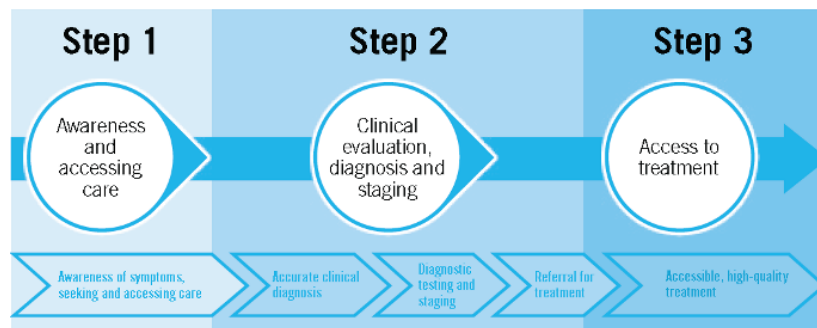 Step 1
Step 2
Step 3
Awareness
and
accessing
care
Clinical
evaluation,
diagnosis and
staging
Access to
treatment
Awareness of symptoms,
seeking and accessing care
Accurate clinical
diagnosis
Diagnostic
testing and
staging
Referral for
treatment
Accessible, high-quality
treatment